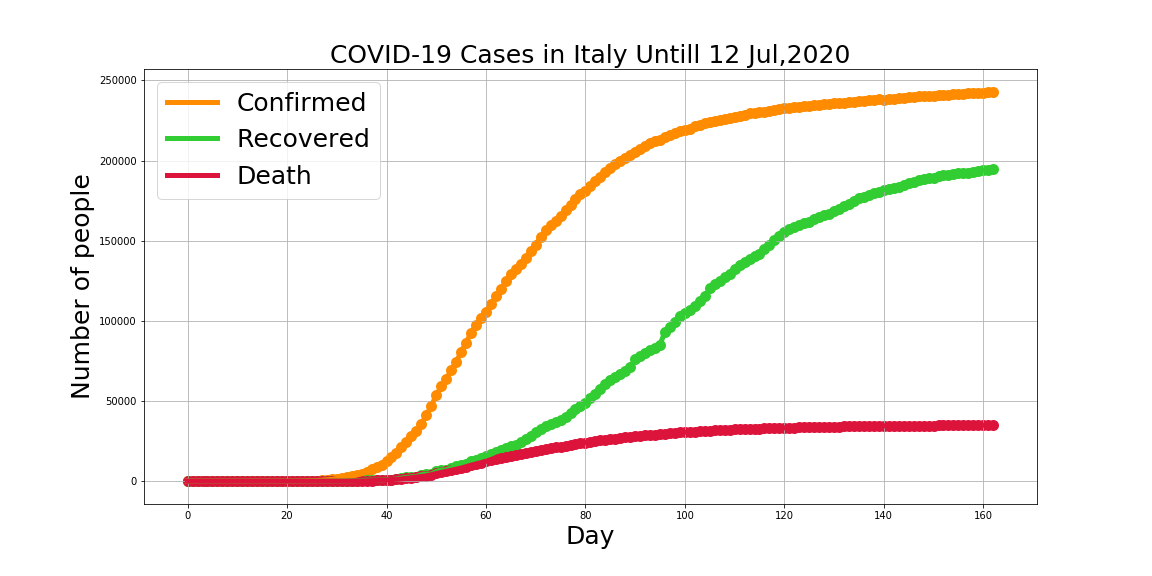 COVID-19 Cases in Italy Untill 12 Jul,2020
Confirmed
Recovered
Death
Number of people
250000
200000
150000
100000
50000
0
0 20 40 60 80 100 120 140 160
Day